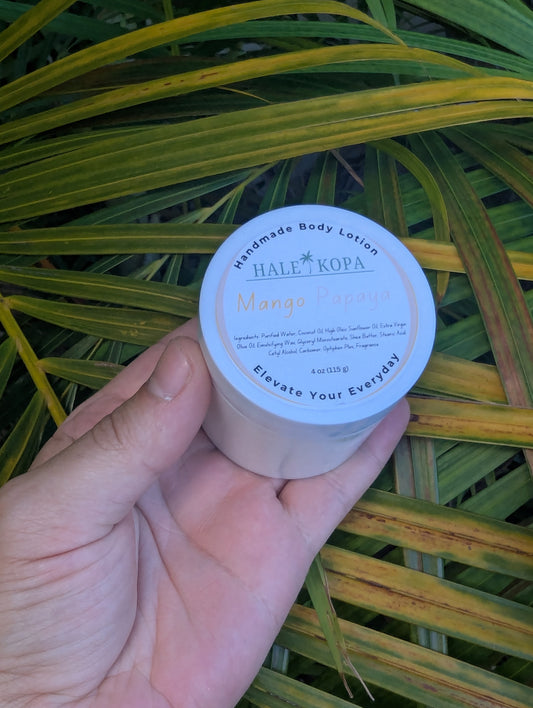 Handmade Body Lotion
HALE KOPA
Mango Papaya
Ingredients: Purified Water, Coconut Oil, High Oleic Sunflower Oil, Extra Virgin
Olive Oil, Emulsifying Wax, Glyceryl Monostearate, Shea Butter, Stearic Acid,
Cetyl Alcohol, Carbomer, Optiphen Plus, Fragrance
4 oz (115 g)
Elevate Your Everyday